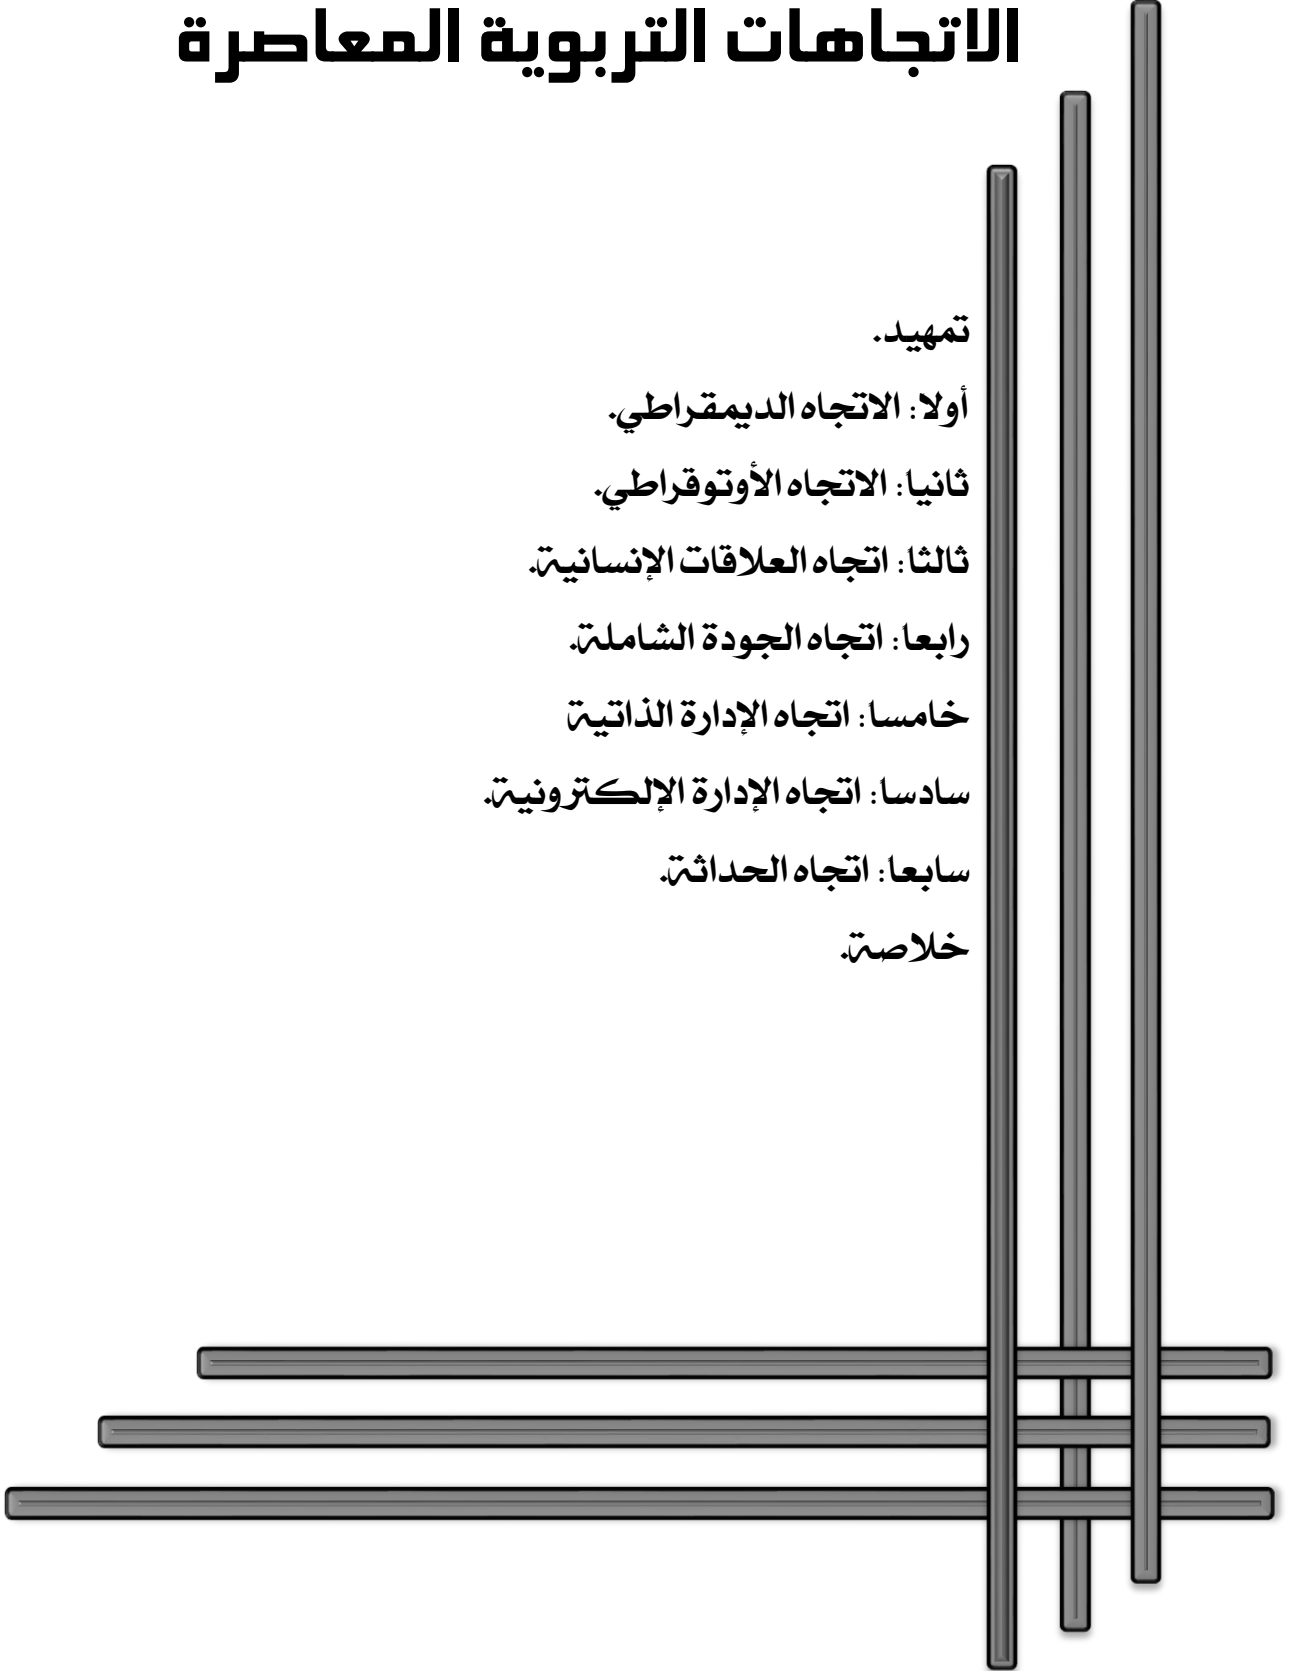 الاتجاهات التربوية المعاصرة
تمهيد.
أولا: الاتجاه الديمقراطي.
ثانيا: الاتجاه الأوتوقراطي.
ثالثا: اتجاه العلاقات الإنسانية.
رابعا: اتجاه الجودة الشاملة.
خامسا: اتجاه الإدارة الذاتية
سادسا: اتجاه الإدارة الإلكترونية.
سابعا: اتجاه الحداثة.
خلاصة.